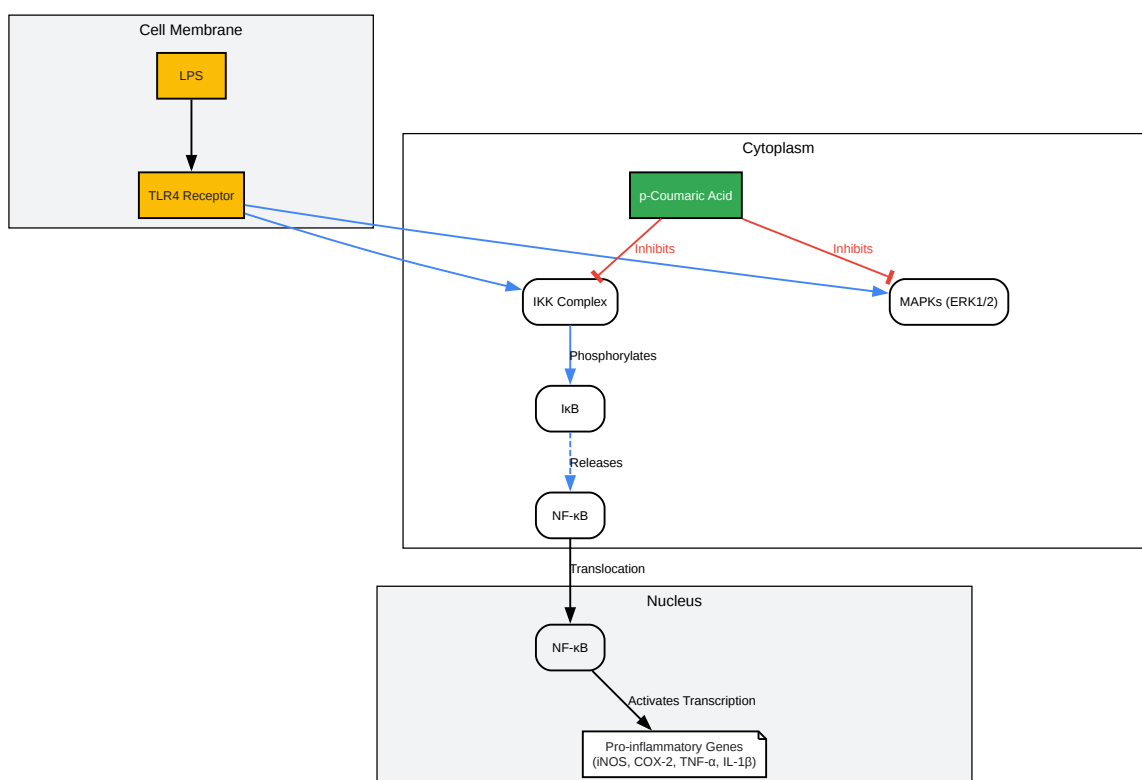 Cell Membrane
LPS
TLR4 Receptor
Cytoplasm
p-Coumaric Acid
Inhibits
Inhibits
IKK Complex
MAPKs (ERK1/2)
Phosphorylates
IκB
Releases
NF-κB
Translocation
Nucleus
NF-κB
Activates Transcription
Pro-inflammatory Genes
(iNOS, COX-2, TNF-α, IL-1β)